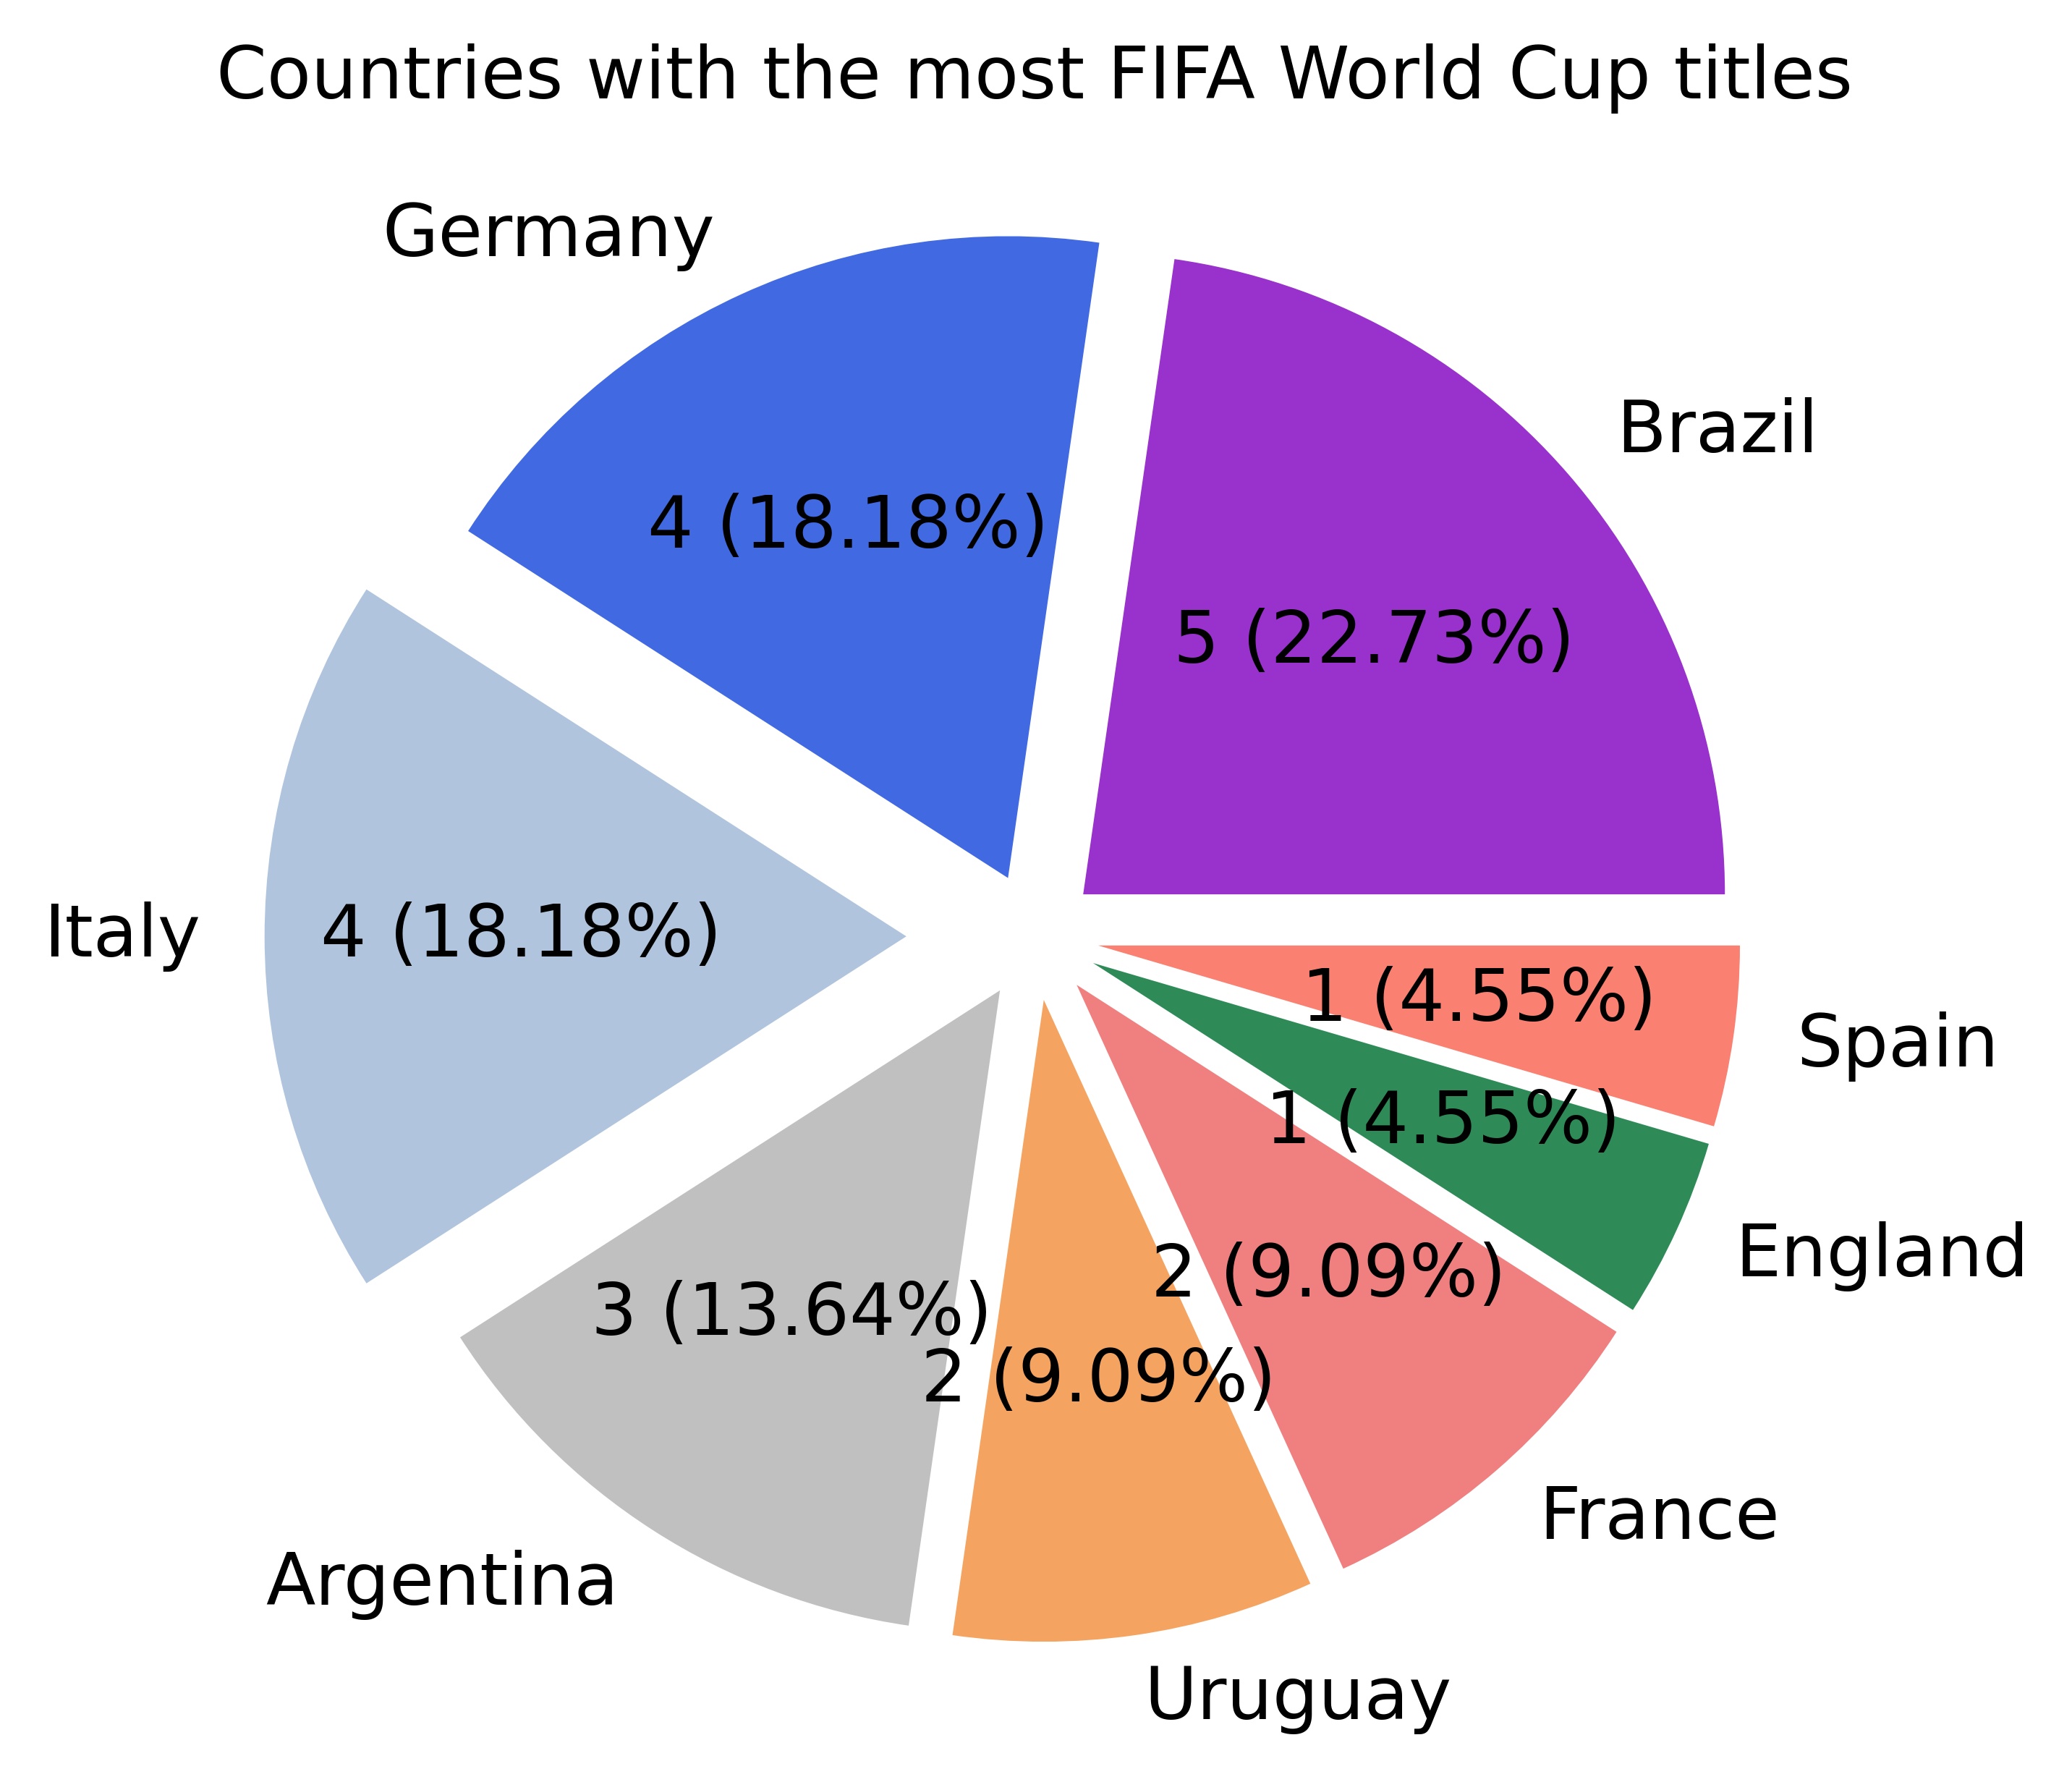 Countries with the most FIFA World Cup titles
Germany
Brazil
4 (18.18%)
5 (22.73%)
Italy
4 (18.18%)
1 (4.55%)
Spain
1 (4.55%)
England
2 (9.09%)
3 (13.64%)
2 (9.09%)
France
Argentina
Uruguay